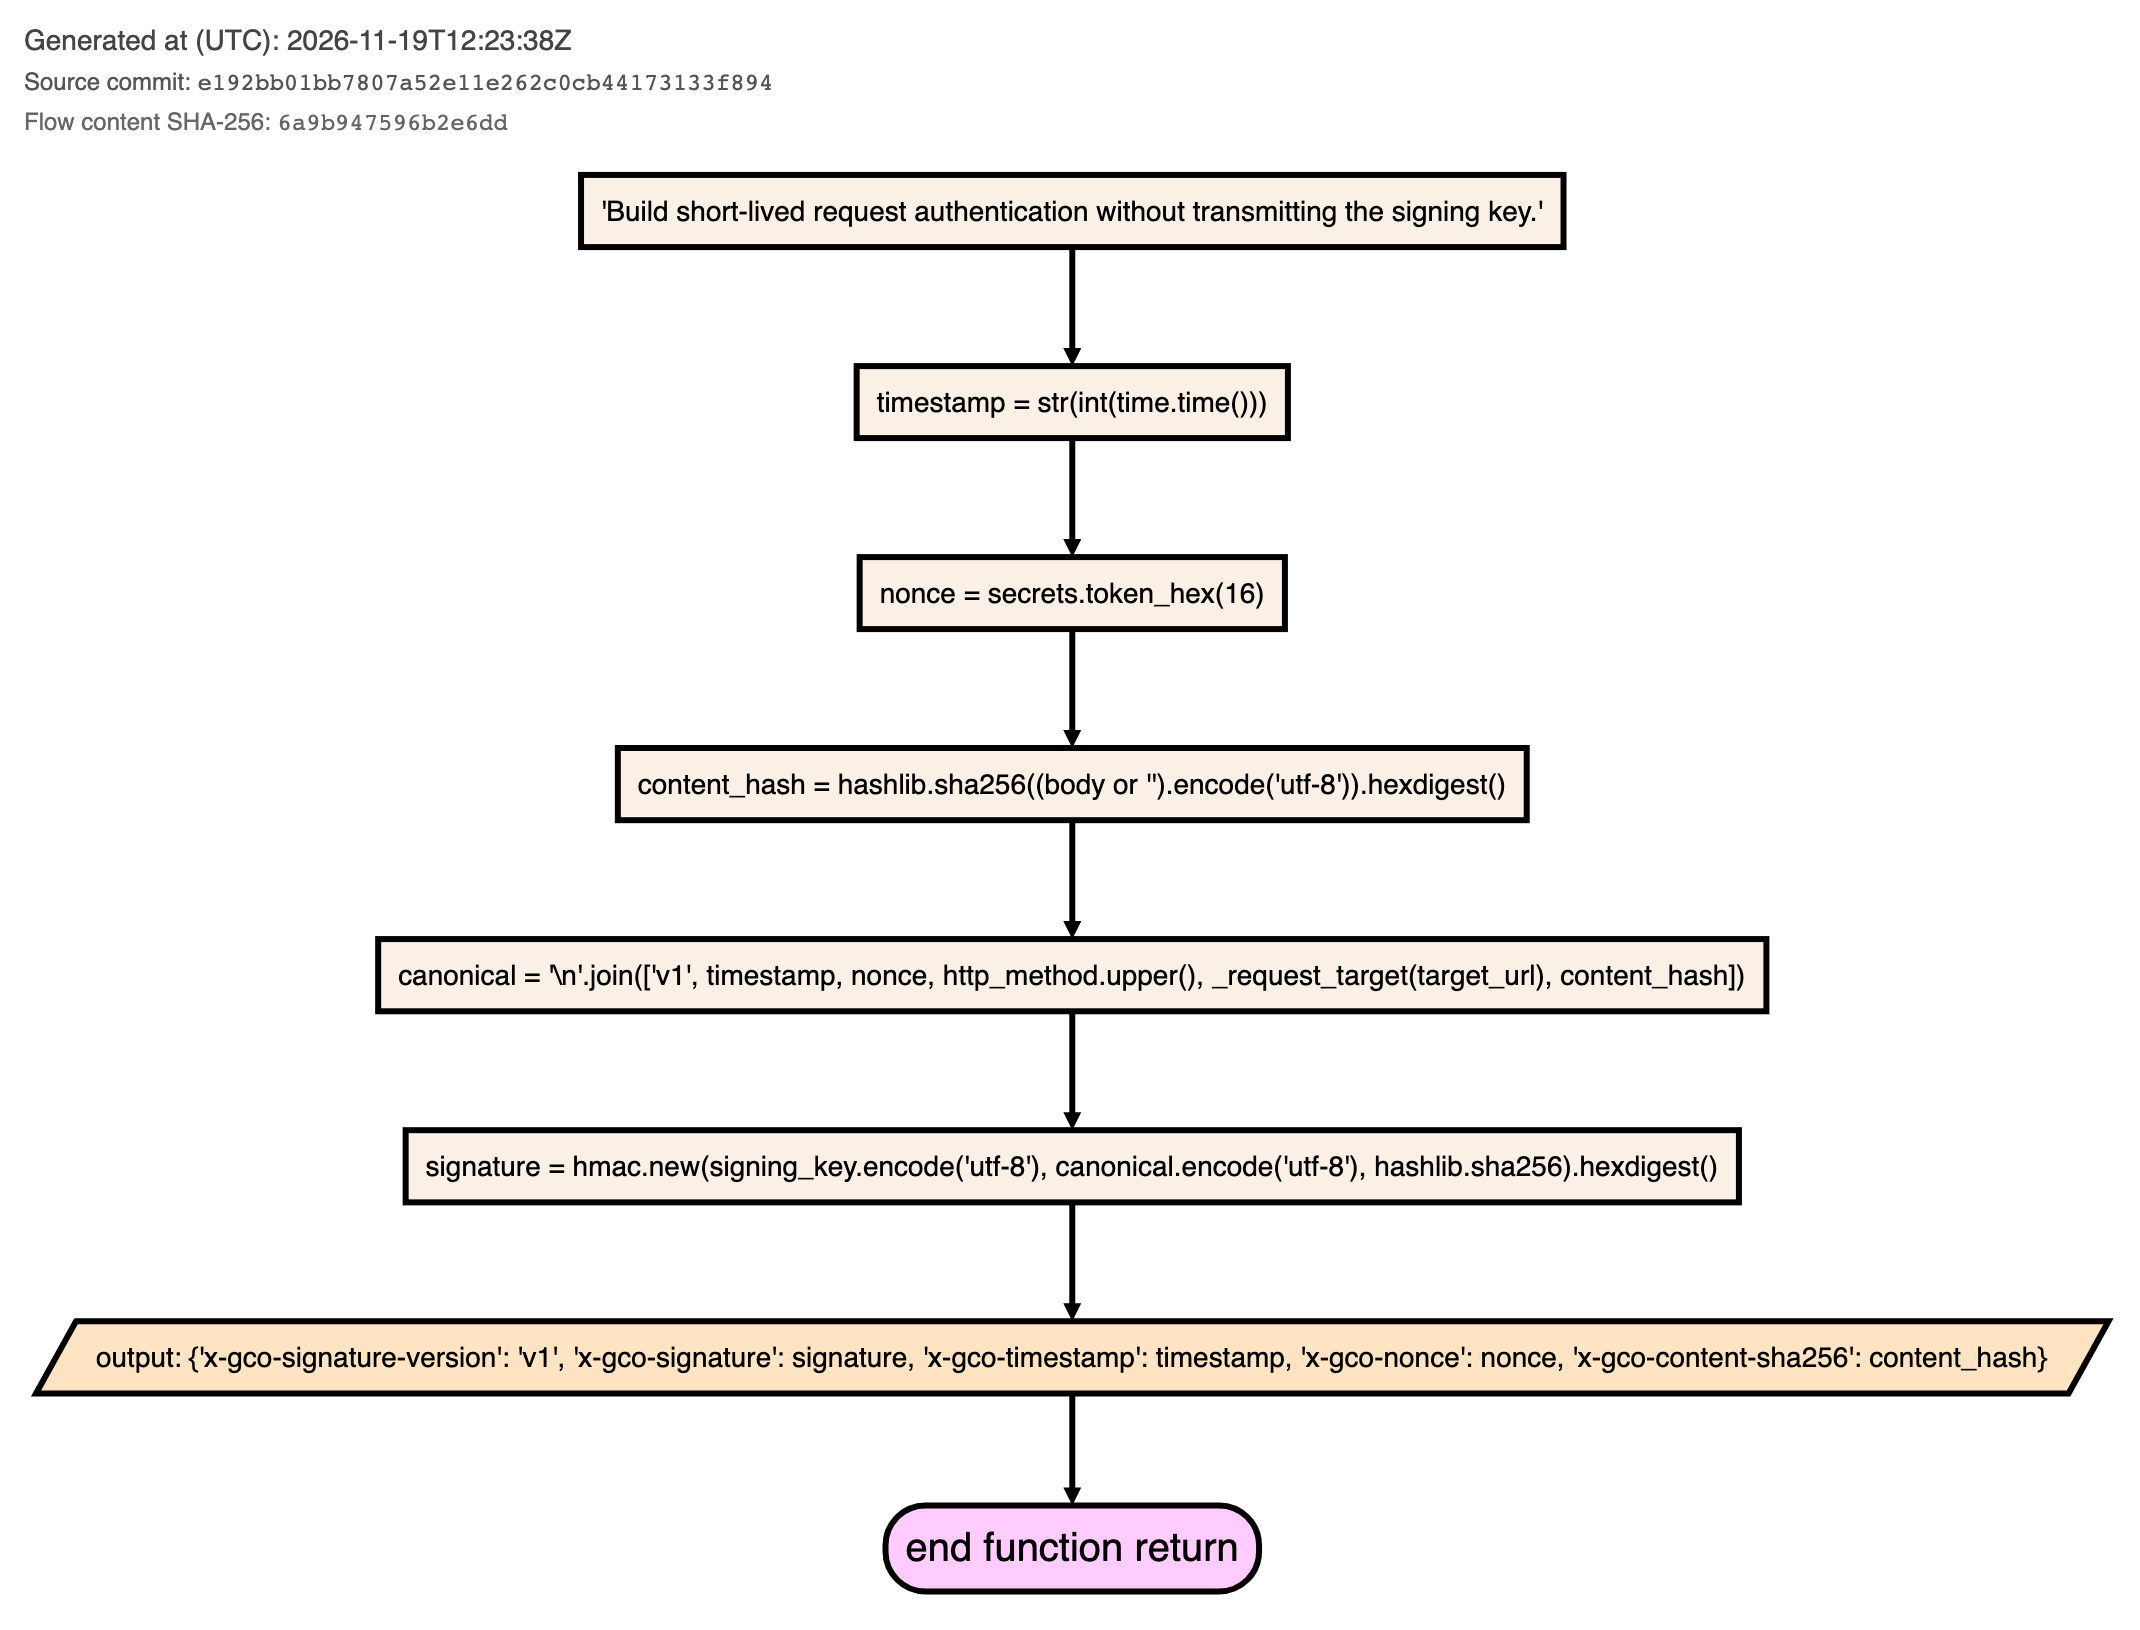 Generated at (UTC): 2026-11-19T12:23:38Z
Source commit: e192bb01bb7807a52e11e262c0cb44173133f894
Flow content SHA-256: 6a9b947596b2e6dd
'Build short-lived request authentication without transmitting the signing key.'
timestamp = str(int(time.time()))
nonce = secrets.token_hex(16)
content_hash = hashlib.sha256((body or '').encode('utf-8')).hexdigest()
canonical = '\n'.join(['v1', timestamp, nonce, http_method.upper(), _request_target(target_url), content_hash])
signature = hmac.new(signing_key.encode('utf-8'), canonical.encode('utf-8'), hashlib.sha256).hexdigest()
output: {'x-gco-signature-version': 'v1', 'x-gco-signature': signature, 'x-gco-timestamp': timestamp, 'x-gco-nonce': nonce, 'x-gco-content-sha256': content_hash}
end function return